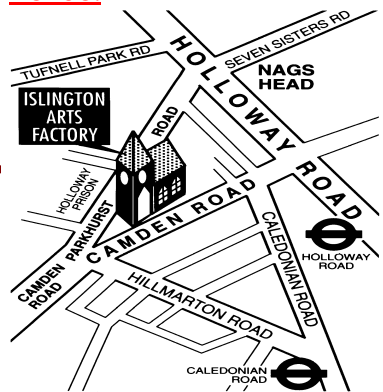 SEVEN SISTERS RD
TUFNELL PARK RD
HOLLOWAY ROAD
NAGS
HEAD
ISLINGTON
ARTS
FACTORY
PARKHURST ROAD
HOLLOWAY
PRISON
CAMDEN ROAD
CAMDEN
ROAD
CALEDONIAN ROAD
HOLLOWAY
ROAD
HILLMARTON ROAD
CALEDONIAN
ROAD